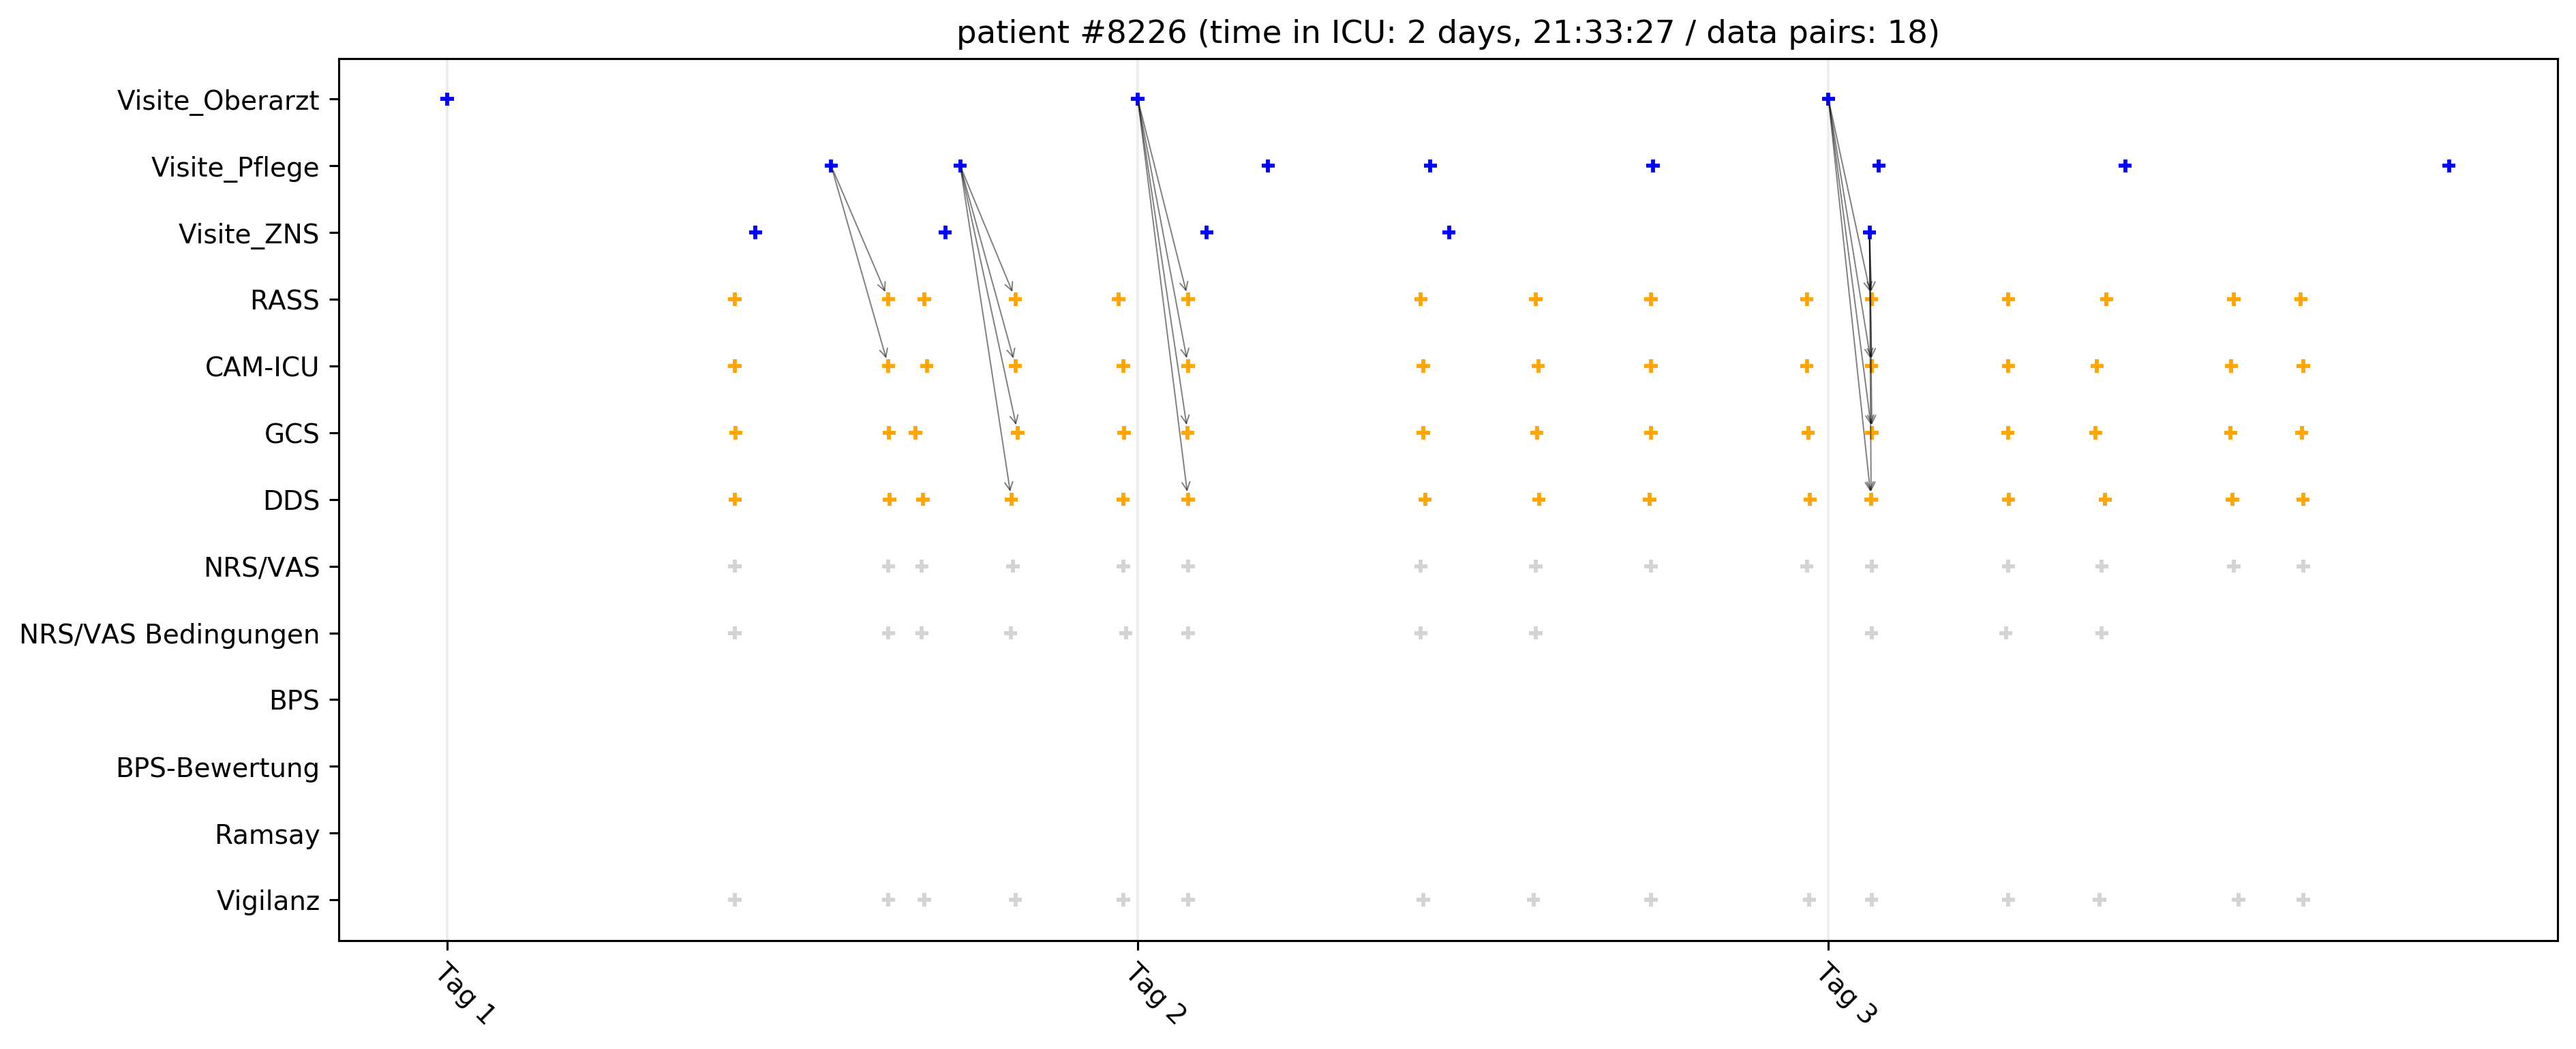 patient #8226 (time in ICU: 2 days, 21:33:27 / data pairs: 18)
Visite_Oberarzt
Visite_Pflege
Visite_ZNS
RASS
CAM-ICU
GCS
DDS
NRS/VAS
NRS/VAS Bedingungen
BPS
BPS-Bewertung
Ramsay
Vigilanz
Tag 1
Tag 2
Tag 3